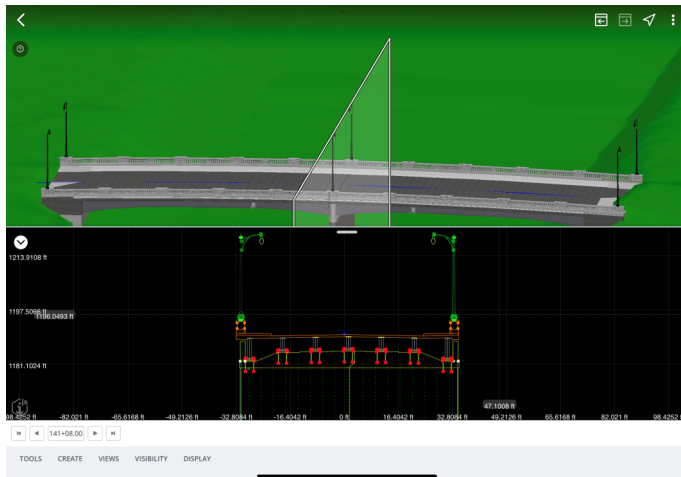 1213.9108 ft
1197.5066 ft
1196.0493 ft
1181.1024 ft
47.1008 ft
98.4252 ft -82.021 ft -65.6168 ft -49.2126 ft -32.8084 ft -16.4042 ft 0 ft 16.4042 ft 32.8084 ft 49.2126 ft 65.6168 ft 82.021 ft 98.4252 ft
141+08.00
TOOLS CREATE VIEWS VISIBILITY DISPLAY